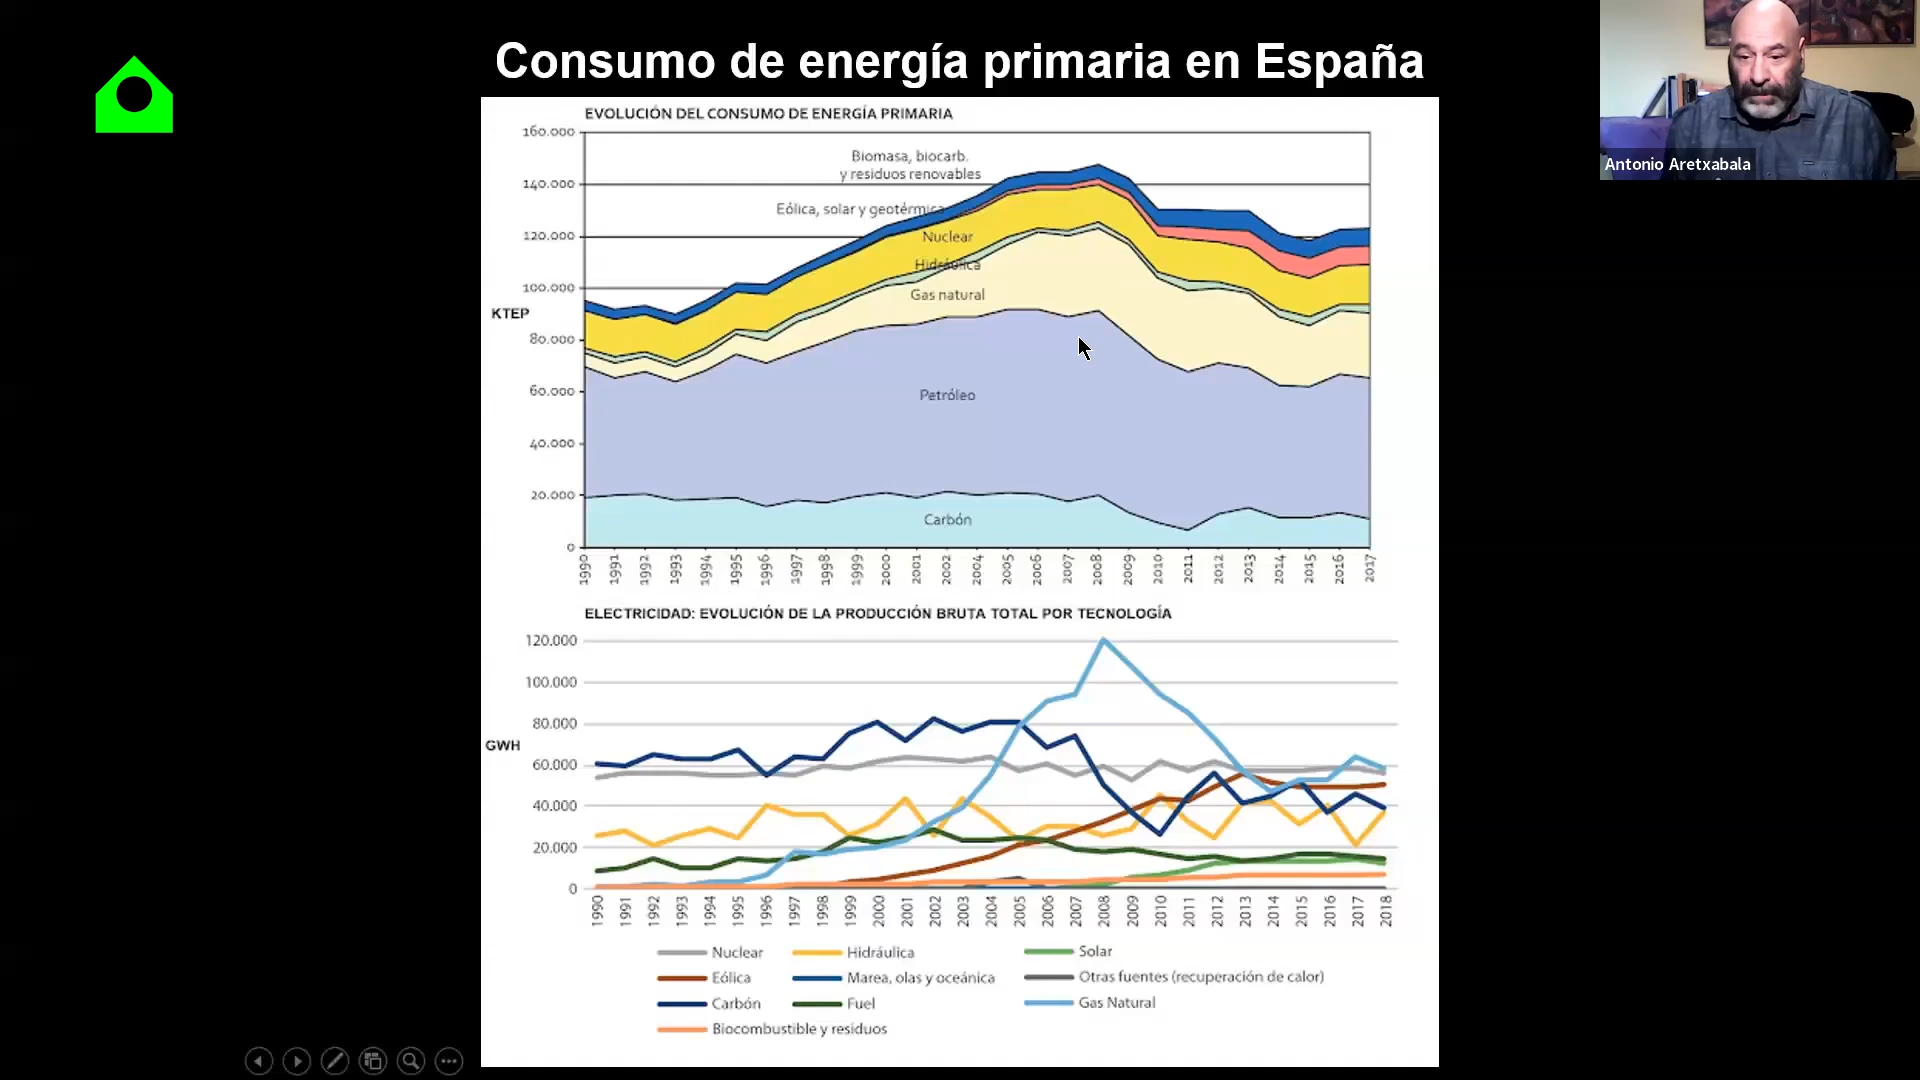 Consumo de energía primaria en España
Antonio Aretxabala
EVOLUCIÓN DEL CONSUMO DE ENERGÍA PRIMARIA
160.000
140.000
120.000
100.000
KTEP
80.000
60.000
40.000
20.000
0
Biomasa, biocarb.
y residuos renovables
Eólica, solar y geotérmica
Nuclear
Hidráulica
Gas natural
Petróleo
Carbón
1990 1991 1992 1993 1994 1995 1996 1997 1998 1999 2000 2001 2002 2004 2005 2006 2007 2008 2009 2010 2011 2012 2013 2014 2015 2016 2017
ELECTRICIDAD: EVOLUCIÓN DE LA PRODUCCIÓN BRUTA TOTAL POR TECNOLOGÍA
120.000
100.000
80.000
GWH
60.000
40.000
20.000
0
1990 1991 1992 1993 1994 1995 1996 1997 1998 1999 2000 2001 2002 2003 2004 2005 2006 2007 2008 2009 2010 2011 2012 2013 2014 2015 2016 2017 2018
Nuclear Hidráulica Solar
Eólica Marea, olas y oceánica Otras fuentes (recuperación de calor)
Carbón Fuel Gas Natural
Biocombustible y residuos